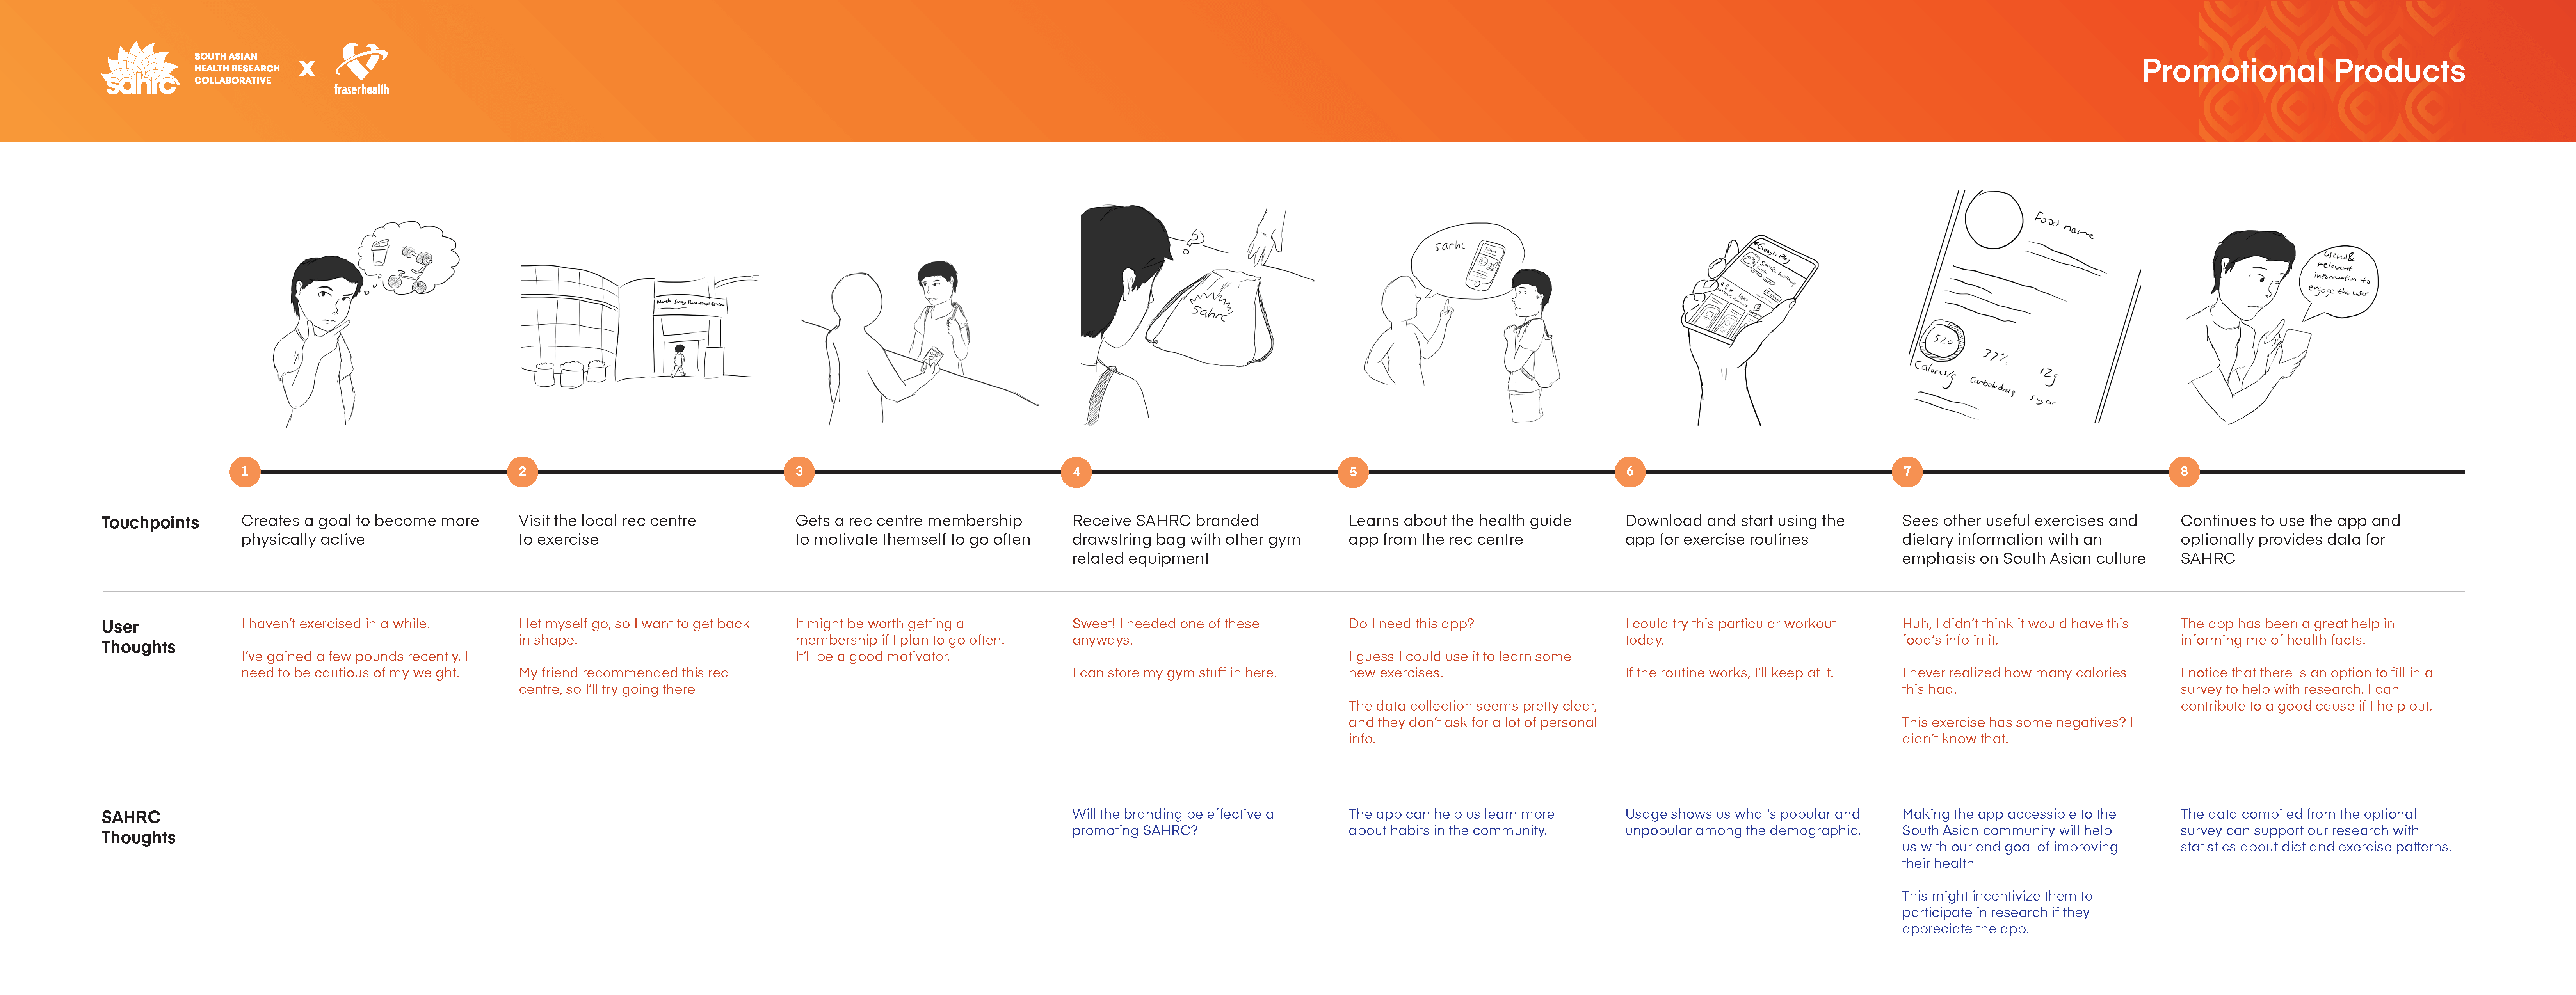 sahrc
SOUTH ASIAN
HEALTH RESEARCH
COLLABORATIVE
X
fraserhealth
Promotional Products
sarhc
sahrc
?
Google Play
Food name
520
Calories/g
37%
Carbohydrates
12g
sugar
useful &
relevant
information to
engage the user
1
2
3
4
5
6
7
8
Touchpoints
Creates a goal to become more
physically active
Visit the local rec centre
to exercise
Gets a rec centre membership
to motivate themself to go often
Receive SAHRC branded
drawstring bag with other gym
related equipment
Learns about the health guide
app from the rec centre
Download and start using the
app for exercise routines
Sees other useful exercises and
dietary information with an
emphasis on South Asian culture
Continues to use the app and
optionally provides data for
SAHRC
User
Thoughts
I haven't exercised in a while.
I've gained a few pounds recently. I
need to be cautious of my weight.
I let myself go, so I want to get back
in shape.
My friend recommended this rec
centre, so I'll try going there.
It might be worth getting a
membership if I plan to go often.
It'll be a good motivator.
Sweet! I needed one of these
anyways.
I can store my gym stuff in here.
Do I need this app?
I guess I could use it to learn some
new exercises.
The data collection seems pretty clear,
and they don't ask for a lot of personal
info.
I could try this particular workout
today.
If the routine works, I'll keep at it.
Huh, I didn't think it would have this
food's info in it.
I never realized how many calories
this had.
This exercise has some negatives? I
didn't know that.
The app has been a great help in
informing me of health facts.
I notice that there is an option to fill in a
survey to help with research. I can
contribute to a good cause if I help out.
SAHRC
Thoughts
Will the branding be effective at
promoting SAHRC?
The app can help us learn more
about habits in the community.
Usage shows us what's popular and
unpopular among the demographic.
Making the app accessible to the
South Asian community will help
us with our end goal of improving
their health.
This might incentivize them to
participate in research if they
appreciate the app.
The data compiled from the optional
survey can support our research with
statistics about diet and exercise patterns.